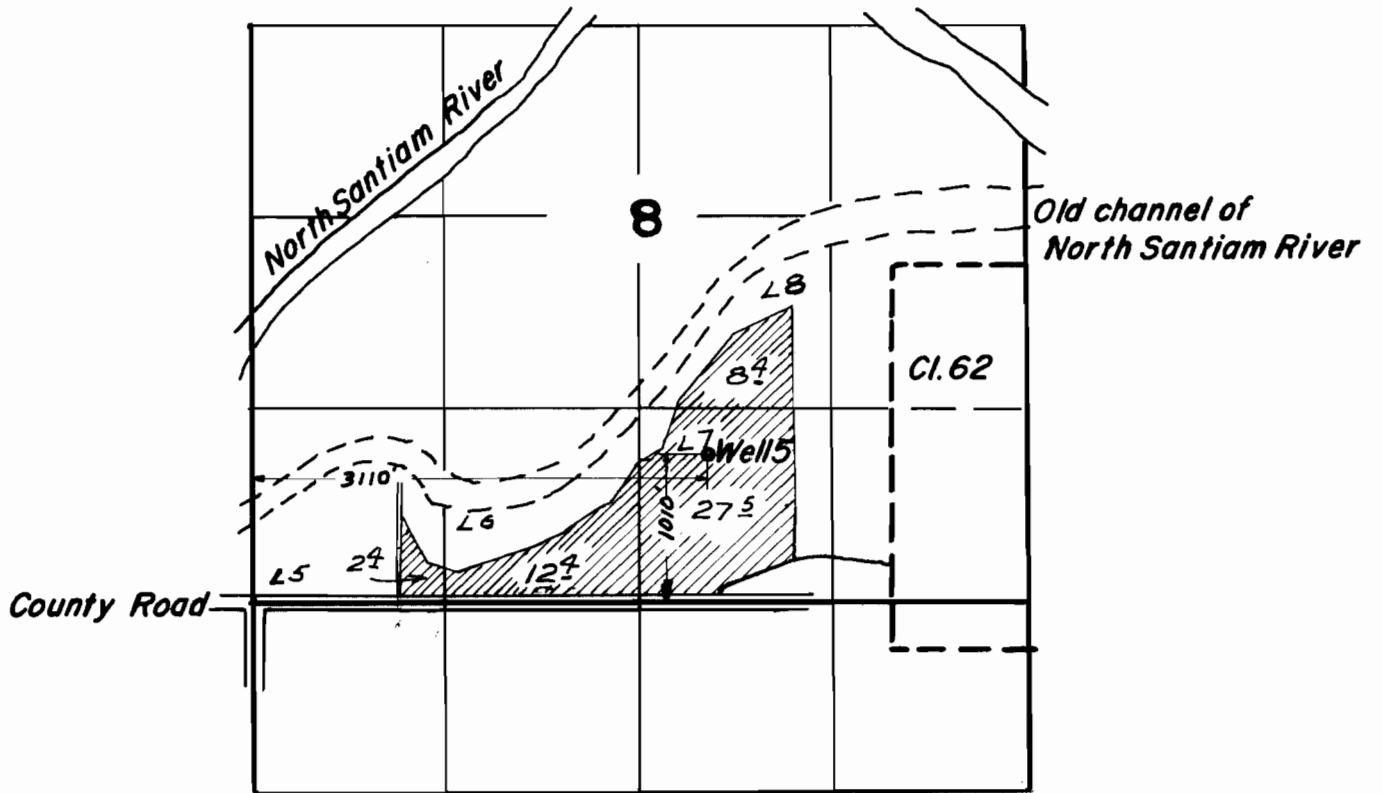 North Santiam River
8
Old channel of
North Santiam River
L8
8 4
Cl. 62
L7
Well 5
3110'
1010'
27 5
L6
L5
2 4
12 4
County Road